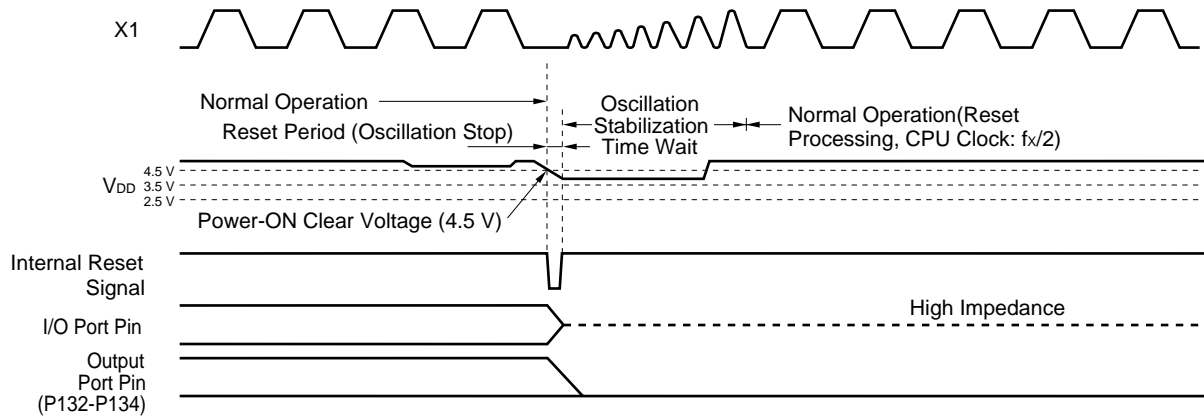 X1
Normal Operation
Oscillation
Stabilization
Time Wait
Normal Operation(Reset
Processing, CPU Clock: fx/2)
Reset Period (Oscillation Stop)
VDD
4.5 V
3.5 V
2.5 V
Power-ON Clear Voltage (4.5 V)
Internal Reset
Signal
I/O Port Pin
High Impedance
Output
Port Pin
(P132-P134)